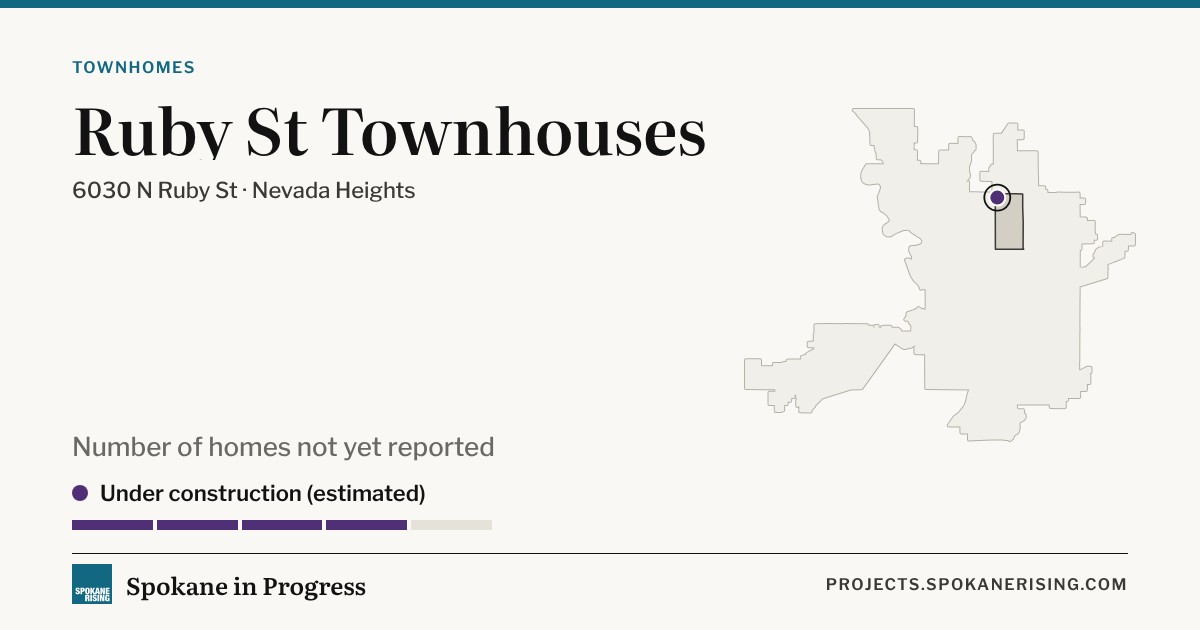 TOWNHOMES
Ruby St Townhouses
6030 N Ruby St · Nevada Heights
Number of homes not yet reported
Under construction (estimated)
SPOKANE
RISING
Spokane in Progress
PROJECTS.SPOKANERISING.COM